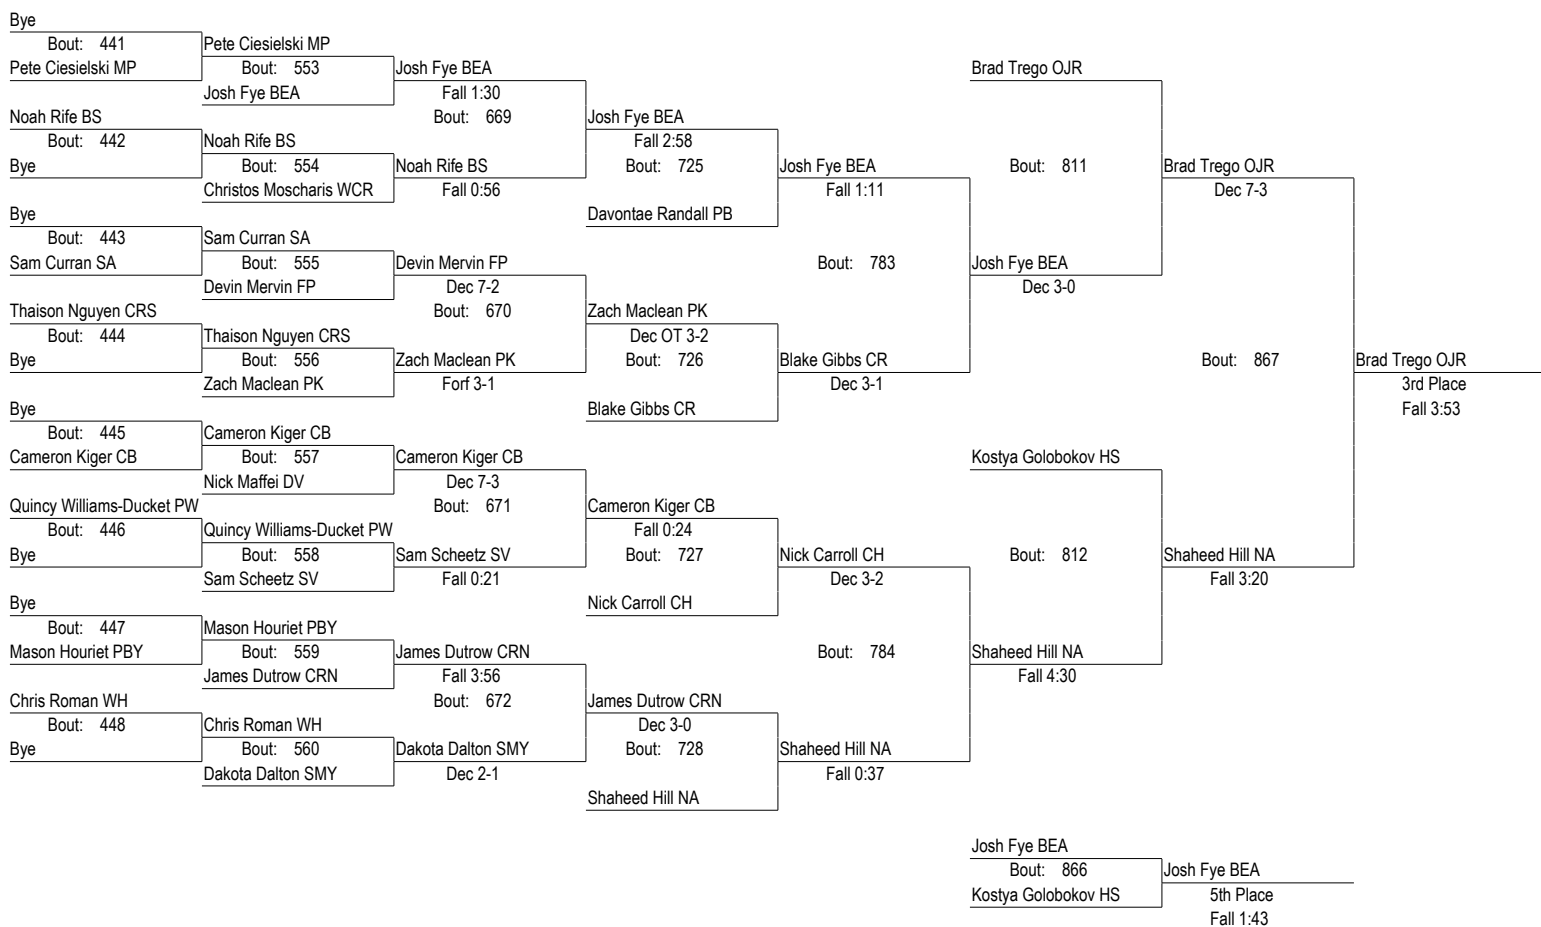 Bye
Bout: 441
Pete Ciesielski MP
Noah Rife BS
Bout: 442
Bye
Bye
Bout: 443
Sam Curran SA
Thaison Nguyen CRS
Bout: 444
Bye
Bye
Bout: 445
Cameron Kiger CB
Quincy Williams-Ducket PW
Bout: 446
Bye
Bye
Bout: 447
Mason Houriet PBY
Chris Roman WH
Bout: 448
Bye
Pete Ciesielski MP
Bout: 553
Josh Fye BEA
Noah Rife BS
Bout: 554
Christos Moscharis WCR
Sam Curran SA
Bout: 555
Devin Mervin FP
Thaison Nguyen CRS
Bout: 556
Zach Maclean PK
Cameron Kiger CB
Bout: 557
Nick Maffei DV
Quincy Williams-Ducket PW
Bout: 558
Sam Scheetz SV
Mason Houriet PBY
Bout: 559
James Dutrow CRN
Chris Roman WH
Bout: 560
Dakota Dalton SMY
Josh Fye BEA
Fall 1:30
Bout: 669
Noah Rife BS
Fall 0:56
Devin Mervin FP
Dec 7-2
Bout: 670
Zach Maclean PK
Forf 3-1
Cameron Kiger CB
Dec 7-3
Bout: 671
Sam Scheetz SV
Fall 0:21
James Dutrow CRN
Fall 3:56
Bout: 672
Dakota Dalton SMY
Dec 2-1
Josh Fye BEA
Fall 2:58
Bout: 725
Davontae Randall PB
Zach Maclean PK
Dec OT 3-2
Bout: 726
Blake Gibbs CR
Cameron Kiger CB
Fall 0:24
Bout: 727
Nick Carroll CH
James Dutrow CRN
Dec 3-0
Bout: 728
Shaheed Hill NA
Josh Fye BEA
Fall 1:11
Bout: 783
Blake Gibbs CR
Dec 3-1
Nick Carroll CH
Dec 3-2
Bout: 784
Shaheed Hill NA
Fall 0:37
Brad Trego OJR
Bout: 811
Josh Fye BEA
Dec 3-0
Kostya Golobokov HS
Bout: 812
Shaheed Hill NA
Fall 4:30
Brad Trego OJR
Dec 7-3
Bout: 867
Shaheed Hill NA
Fall 3:20
Brad Trego OJR
3rd Place
Fall 3:53
Josh Fye BEA
Bout: 866
Kostya Golobokov HS
Josh Fye BEA
5th Place
Fall 1:43